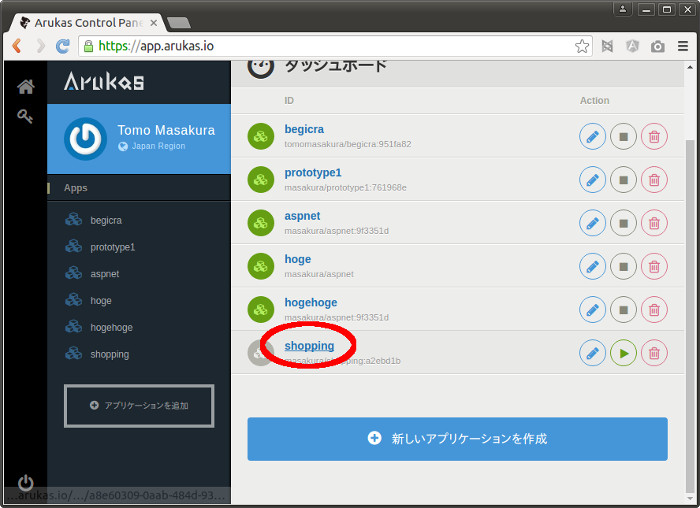 Arukas Control Pane
https://app.arukas.io
Arukas
Tomo Masakura
Japan Region
Apps
begicra
prototype1
aspnet
hoge
hogehoge
shopping
アプリケーションを追加
ダッシュボード
ID Action
begicra
tomomasakura/begicra:951fa82
prototype1
masakura/prototype1:761968e
aspnet
masakura/aspnet:9f3351d
hoge
masakura/aspnet
hogehoge
masakura/aspnet:9f3351d
shopping
masakura/shopping:a2ebd1b
新しいアプリケーションを作成
...arukas.io/.../a8e60309-0aab-484d-93...